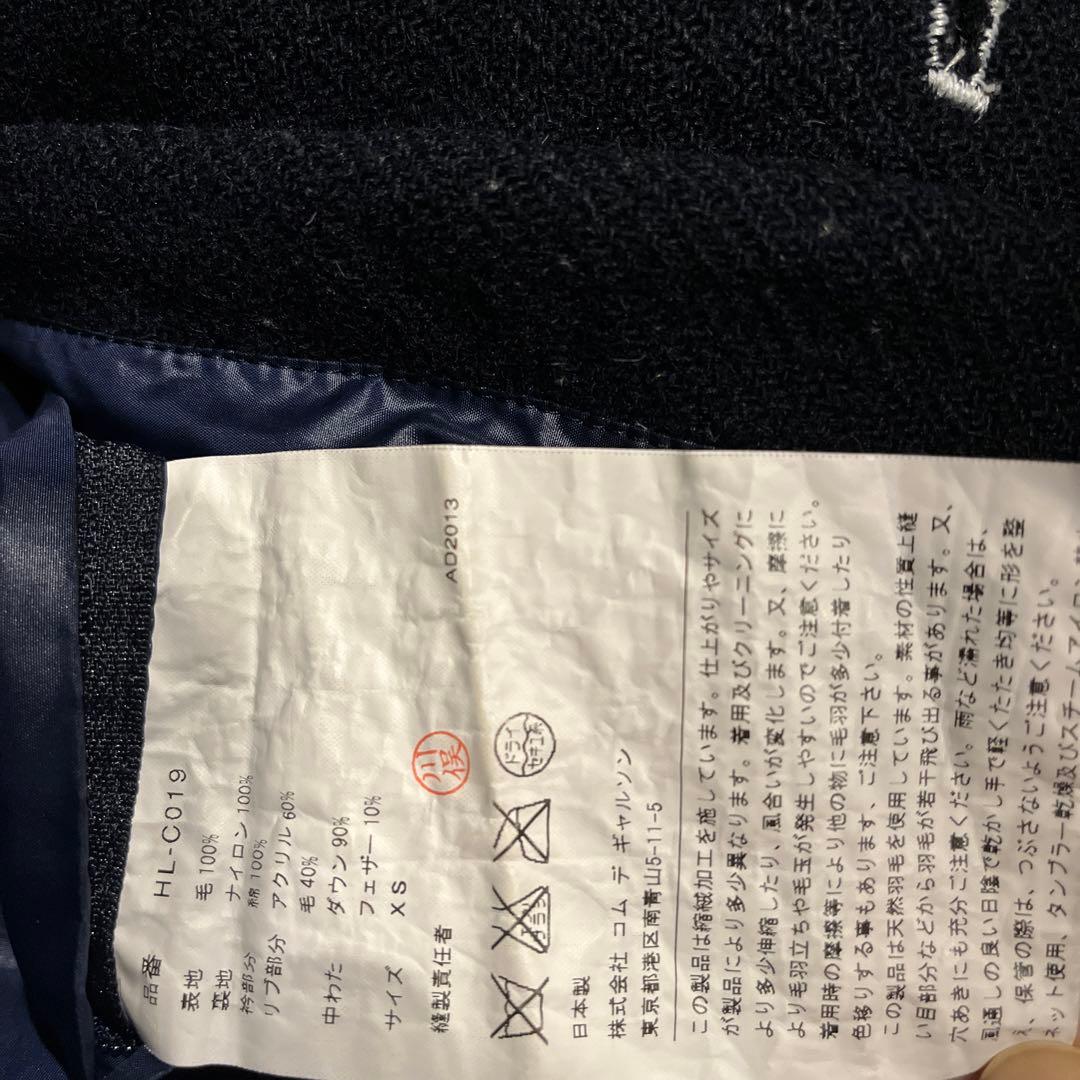 品番 HL-C019
表地 毛 100%
裏地 ナイロン 100%
衿部分 綿 100%
リブ部分 アクリル 60%
毛 40%
中わた ダウン 90%
フェザー 10%
サイズ XS
AD2013
縫製責任者 川俣
エンソサラシ
ドライ
セキユ系
日本製
株式会社 コム デ ギャルソン
東京都港区南青山5-11-5
この製品は縮絨加工を施しています。仕上がりやサイズ
が製品により多少異なります。着用及びクリーニングに
より多少伸縮したり、風合いが変化します。又、摩擦に
より毛羽立ちや毛玉が発生しやすいのでご注意ください。
着用時の摩擦等により他の物に毛羽が多少付着したり
色移りする事もあります、ご注意下さい。
この製品は天然羽毛を使用しています。素材の性質上縫
い目部分などから羽毛が若干飛び出る事があります。又、
穴あきにも充分ご注意ください。雨など濡れた場合は、
風通しの良い日陰で乾かし手で軽くたたき均等に形を整
え、保管の際は、つぶさないようご注意ください。
ネット使用、タンブラー乾燥及びスチームアイロン